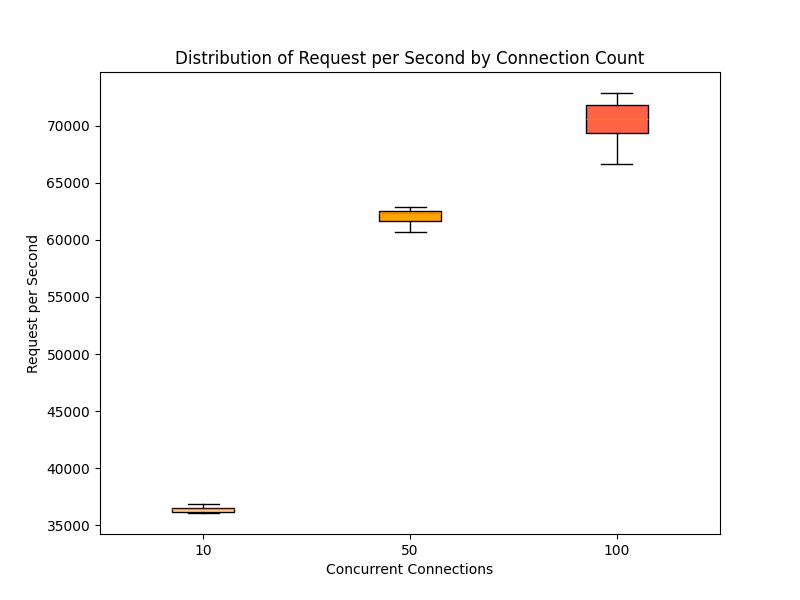 Distribution of Request per Second by Connection Count
70000
65000
60000
55000
50000
45000
40000
35000
Request per Second
10 50 100
Concurrent Connections